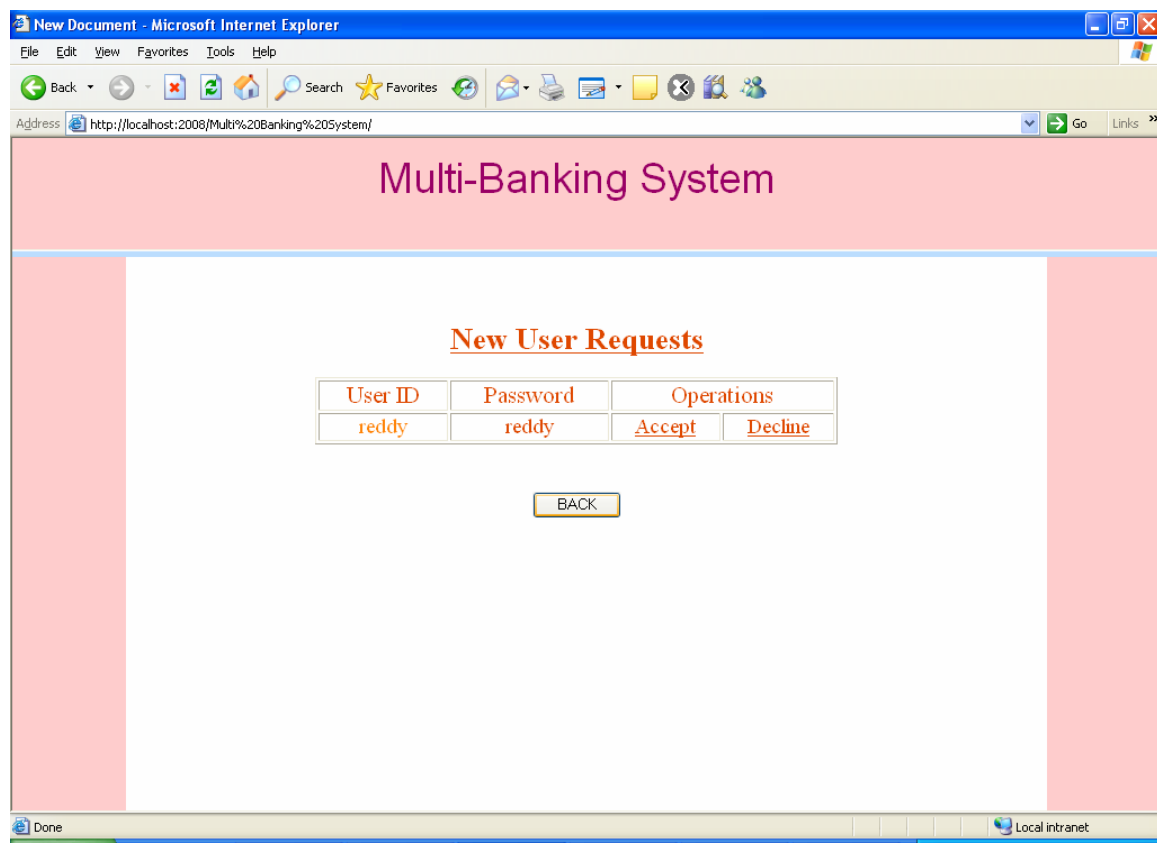 New Document - Microsoft Internet Explorer
File Edit View Favorites Tools Help
Back Search Favorites
Address http://localhost:2008/Multi%20Banking%20System/ Go Links »
Multi-Banking System
New User Requests
User ID Password Operations
reddy reddy Accept Decline
BACK
Done Local intranet